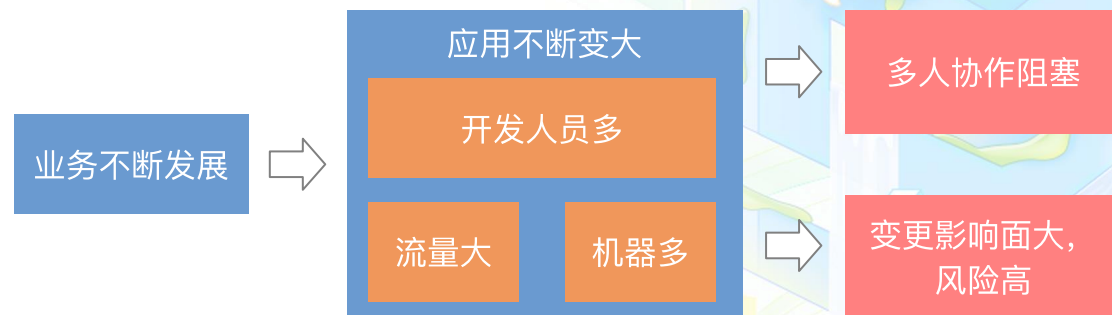 业务不断发展
应用不断变大
开发人员多
流量大
机器多
多人协作阻塞
变更影响面大，
风险高